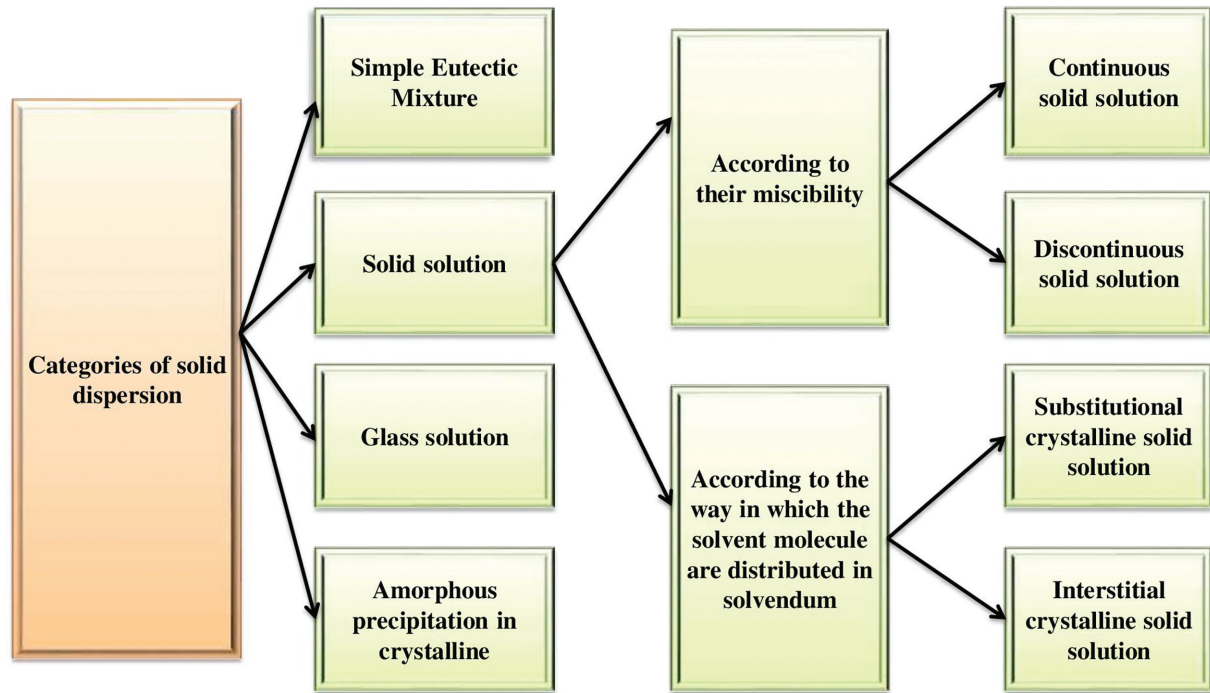 Categories of solid
dispersion
Simple Eutectic
Mixture
Solid solution
Glass solution
Amorphous
precipitation in
crystalline
According to
their miscibility
According to the
way in which the
solvent molecule
are distributed in
solvendum
Continuous
solid solution
Discontinuous
solid solution
Substitutional
crystalline solid
solution
Interstitial
crystalline solid
solution